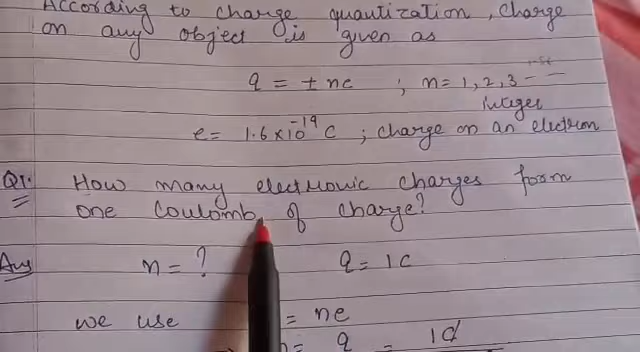 According to charge quantization, charge
on any object is given as
q = ± ne ; n = 1, 2, 3 - - -
integer
e = 1.6 x 10⁻¹⁹ C ; charge on an electron
Q1. How many electronic charges form
one Coulomb of charge?
Ans n = ? q = 1C
we use = ne
= q = 1C